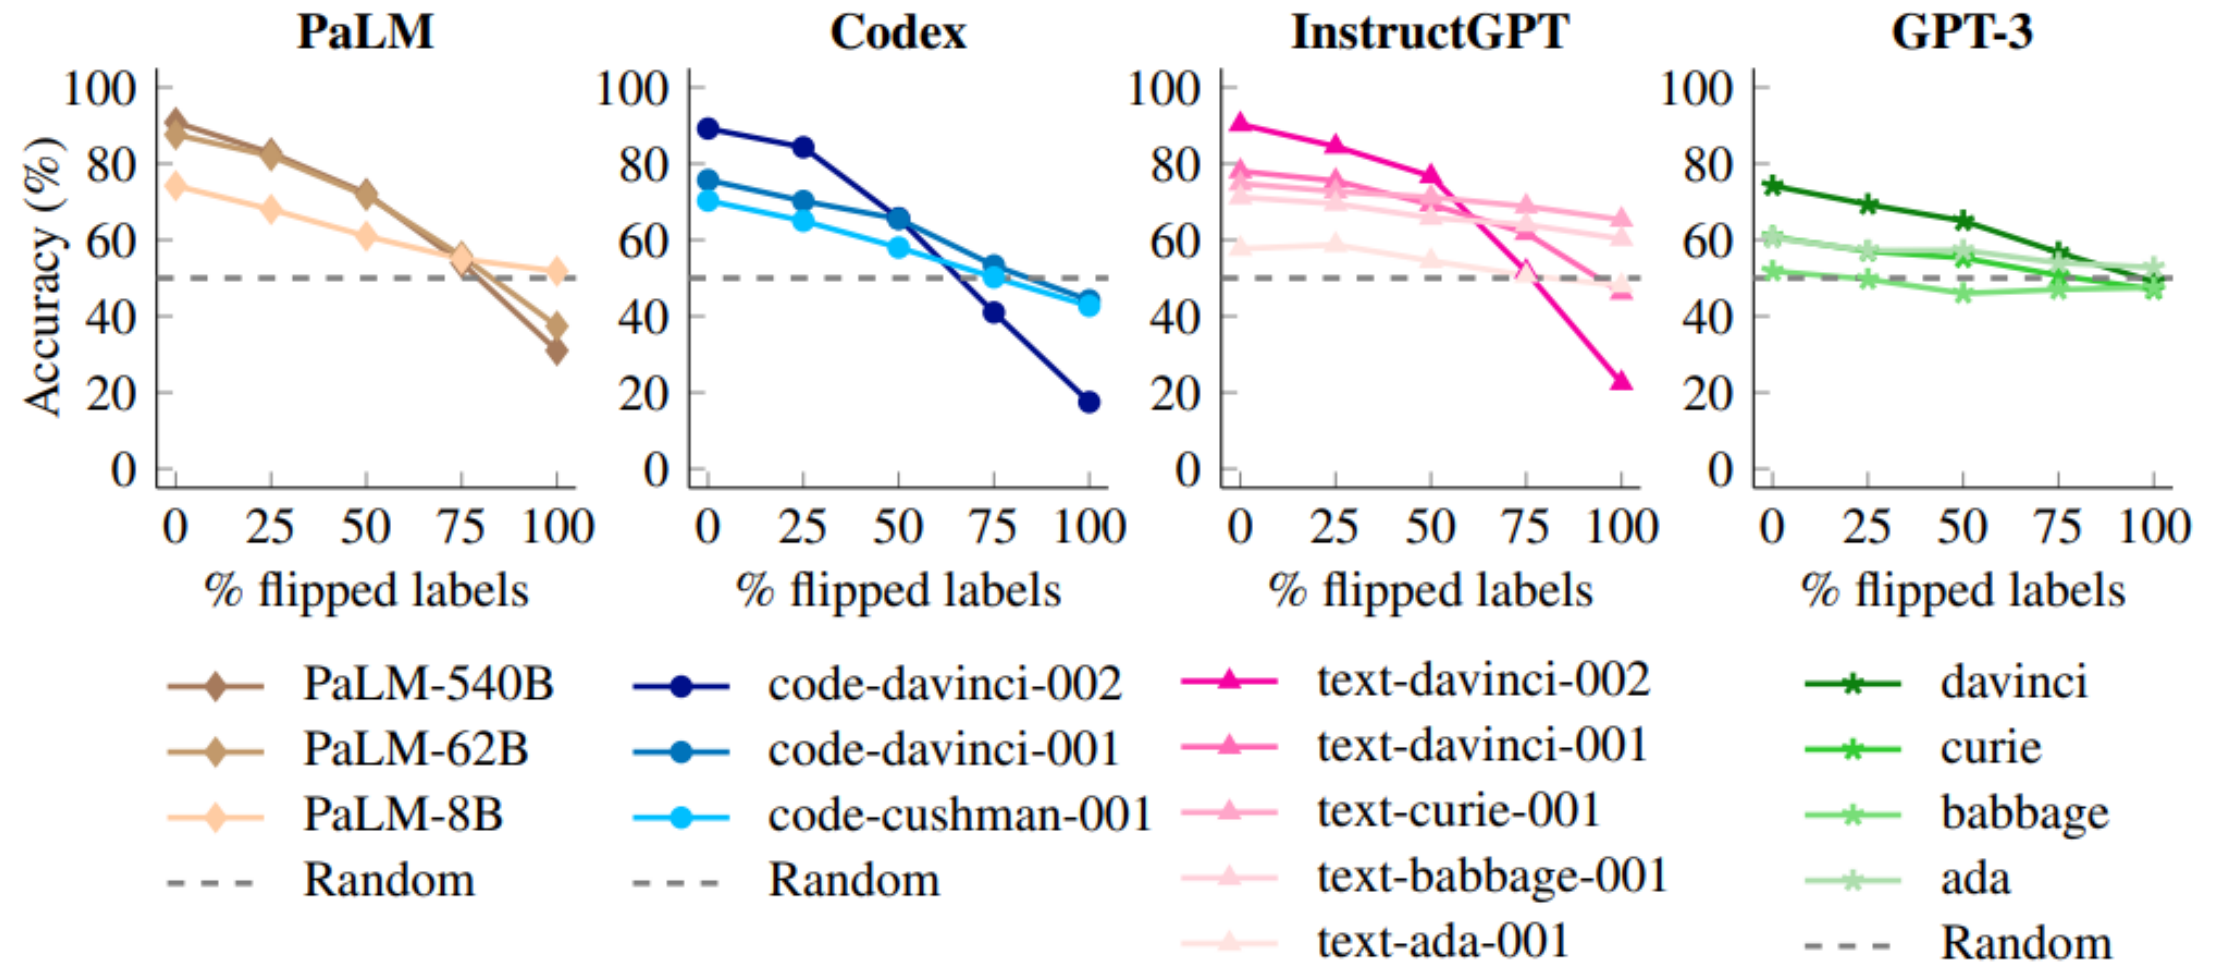 PaLM
Codex
InstructGPT
GPT-3
Accuracy (%)
100
80
60
40
20
0
0 25 50 75 100
% flipped labels
100
80
60
40
20
0
0 25 50 75 100
% flipped labels
100
80
60
40
20
0
0 25 50 75 100
% flipped labels
100
80
60
40
20
0
0 25 50 75 100
% flipped labels
PaLM-540B
PaLM-62B
PaLM-8B
Random
code-davinci-002
code-davinci-001
code-cushman-001
Random
text-davinci-002
text-davinci-001
text-curie-001
text-babbage-001
text-ada-001
davinci
curie
babbage
ada
Random